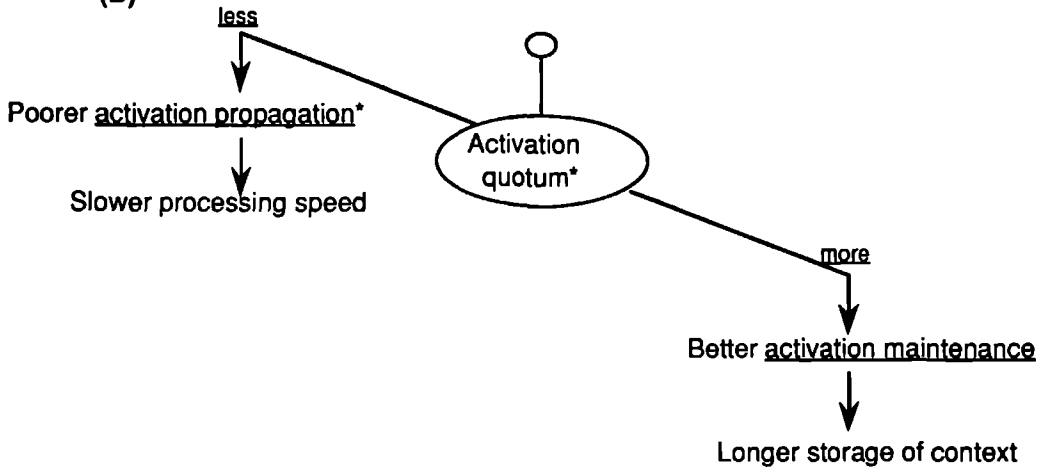 less
Poorer activation propagation*
Activation
quotum*
Slower processing speed
more
Better activation maintenance
Longer storage of context